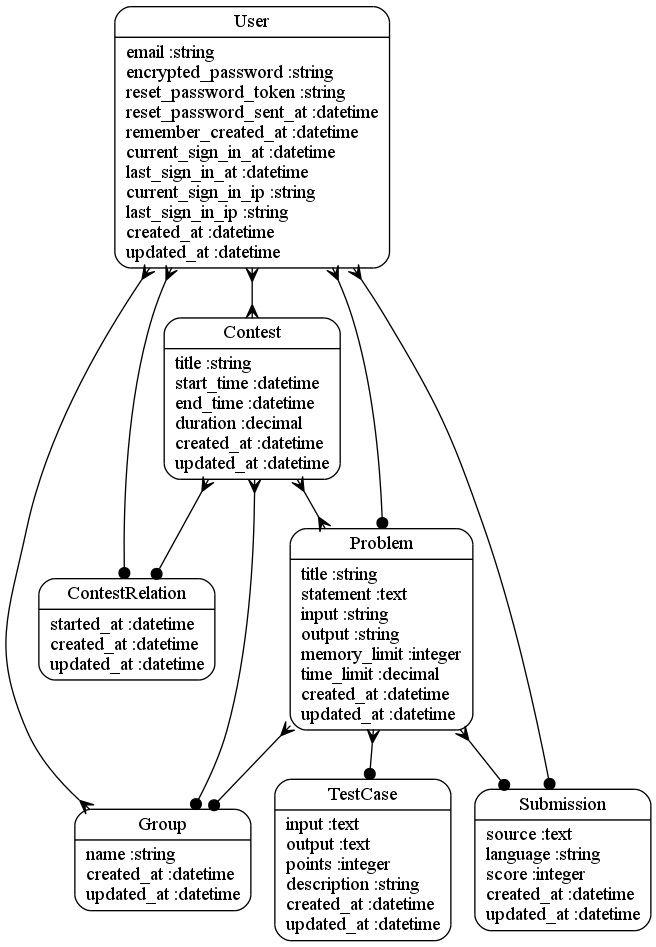 User
email :string
encrypted_password :string
reset_password_token :string
reset_password_sent_at :datetime
remember_created_at :datetime
current_sign_in_at :datetime
last_sign_in_at :datetime
current_sign_in_ip :string
last_sign_in_ip :string
created_at :datetime
updated_at :datetime
Contest
title :string
start_time :datetime
end_time :datetime
duration :decimal
created_at :datetime
updated_at :datetime
Problem
title :string
statement :text
input :string
output :string
memory_limit :integer
time_limit :decimal
created_at :datetime
updated_at :datetime
ContestRelation
started_at :datetime
created_at :datetime
updated_at :datetime
Group
name :string
created_at :datetime
updated_at :datetime
TestCase
input :text
output :text
points :integer
description :string
created_at :datetime
updated_at :datetime
Submission
source :text
language :string
score :integer
created_at :datetime
updated_at :datetime